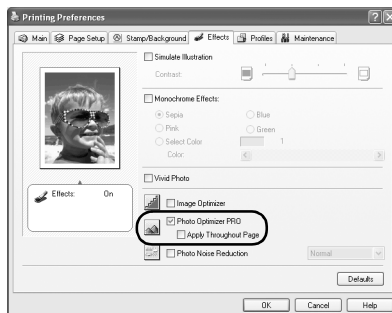 Printing Preferences
Main Page Setup Stamp/Background Effects Profiles Maintenance
Simulate Illustration
Contrast:
Monochrome Effects:
Sepia Blue
Pink Green
Select Color 1
Color:
Vivid Photo
Effects: On
Image Optimizer
Photo Optimizer PRO
Apply Throughout Page
Photo Noise Reduction Normal
Defaults
OK Cancel Help